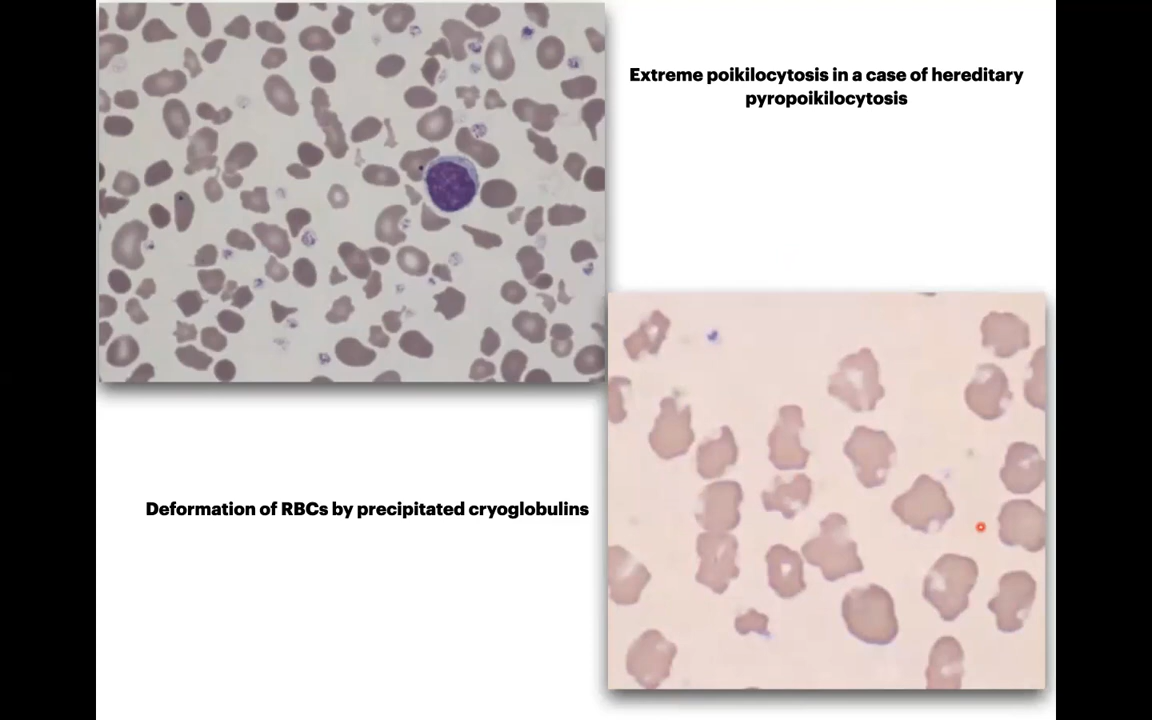 Extreme poikilocytosis in a case of hereditary
pyropoikilocytosis
Deformation of RBCs by precipitated cryoglobulins